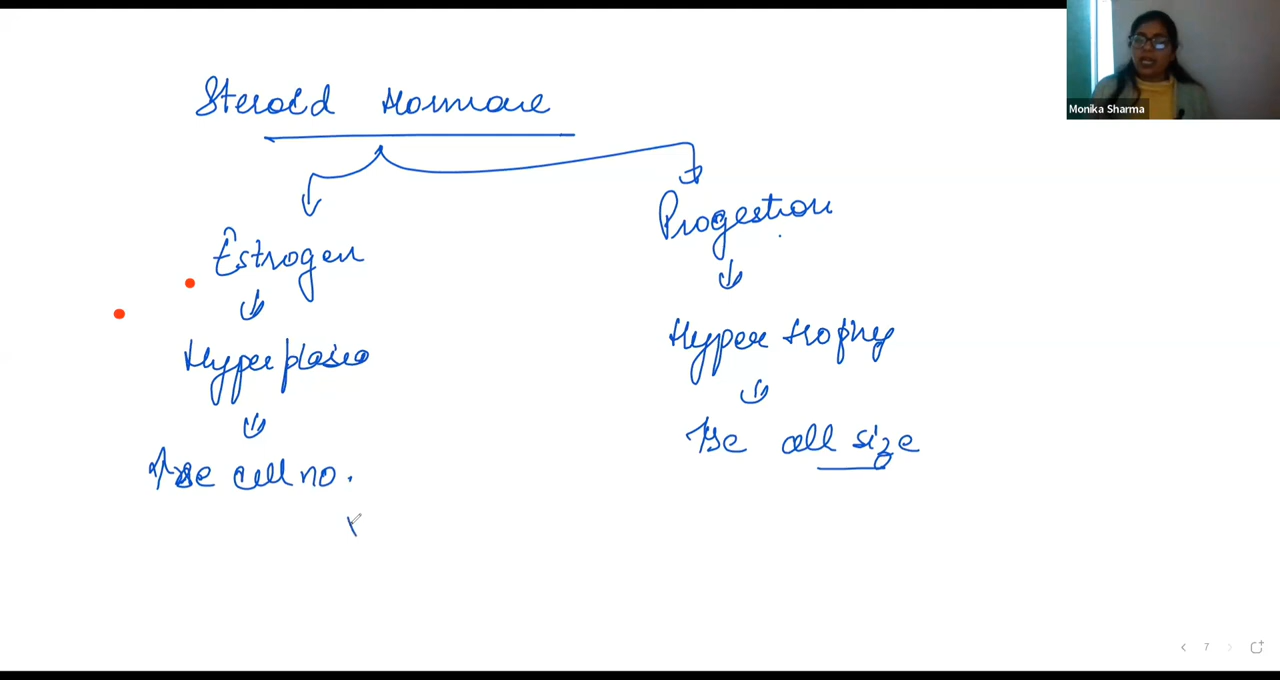 Steroid Hormone
Estrogen
Progestion
Hyperplasia
Hypertrophy
↑se cell no.
↑se cell size
Monika Sharma
7